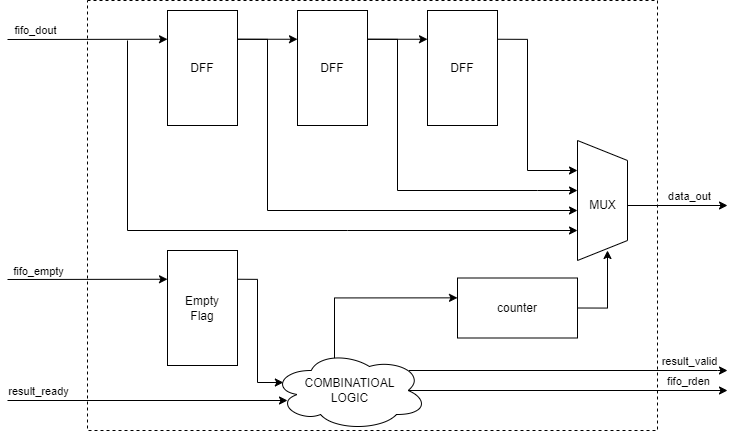 fifo_dout
DFF
DFF
DFF
MUX
data_out
fifo_empty
Empty
Flag
counter
COMBINATIOAL
LOGIC
result_valid
fifo_rden
result_ready